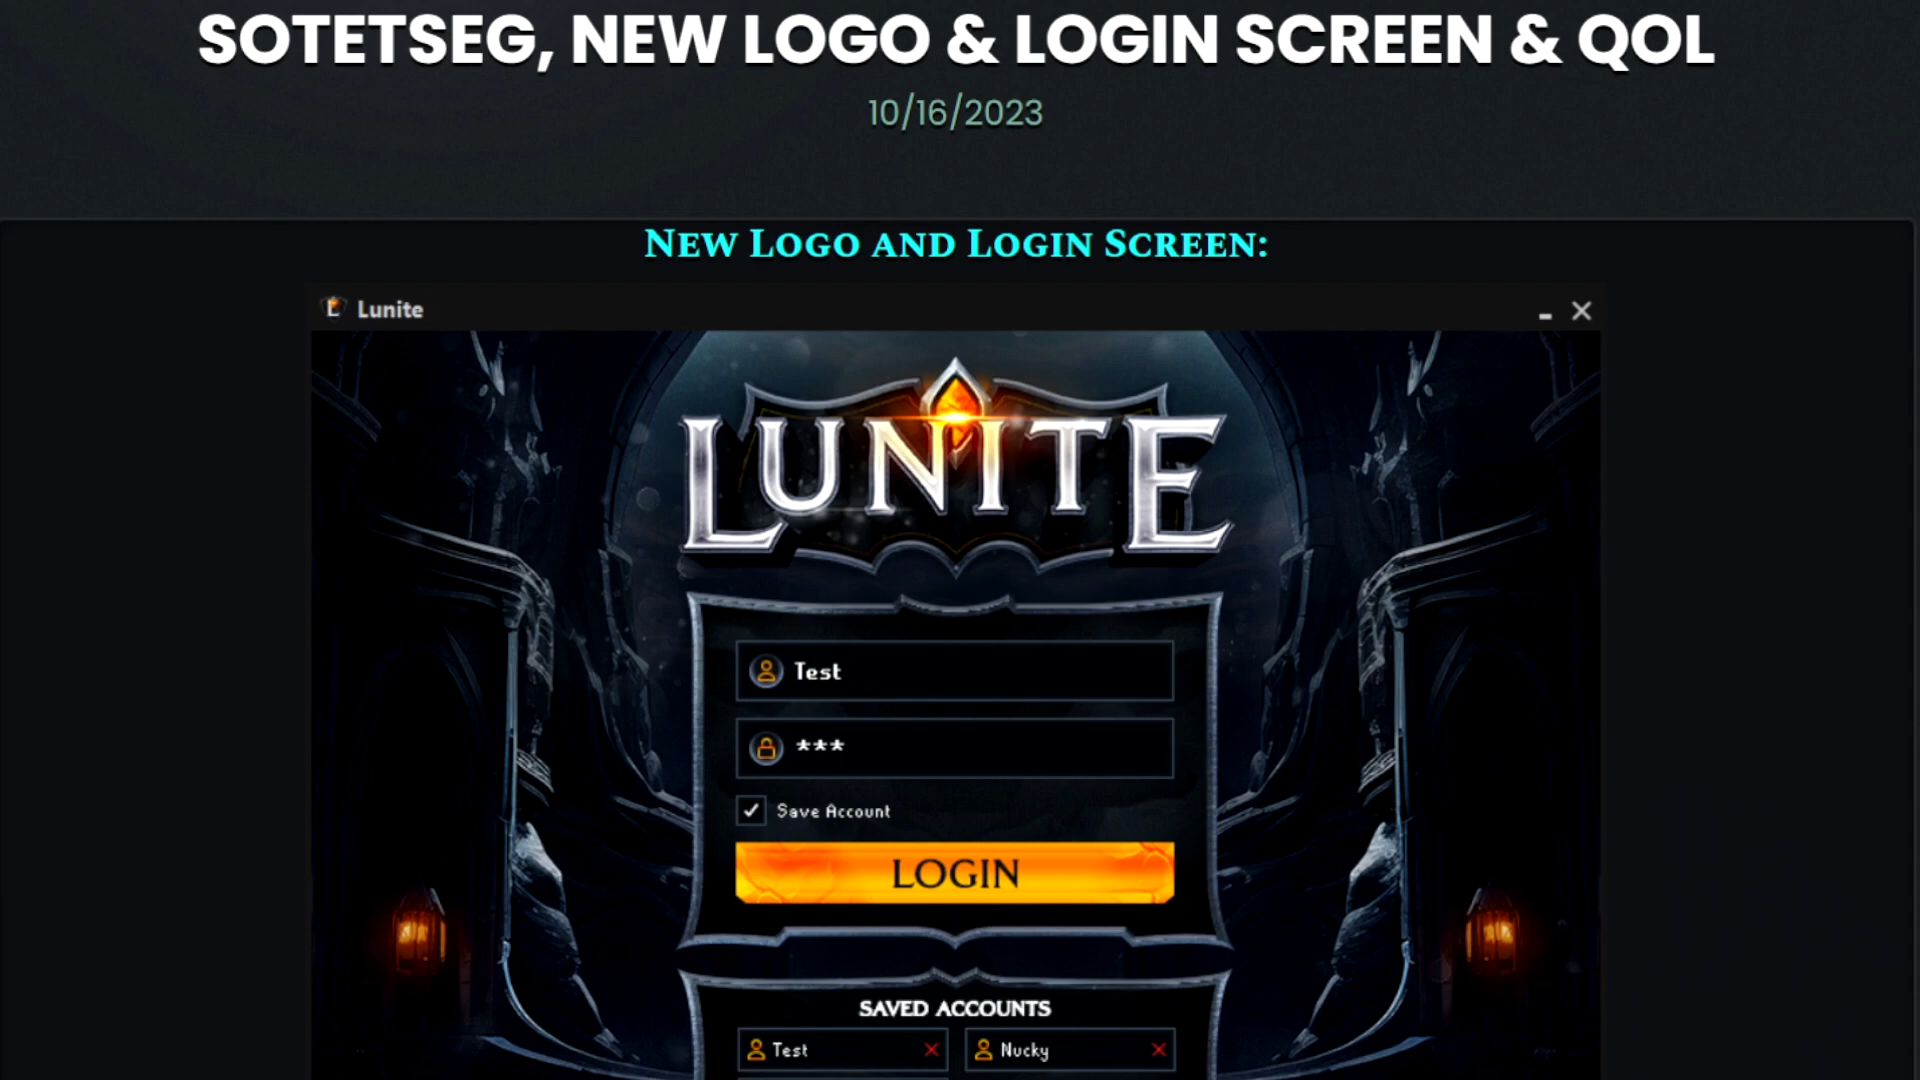 SOTETSEG, NEW LOGO & LOGIN SCREEN & QOL
10/16/2023
NEW LOGO AND LOGIN SCREEN:
Lunite
LUNITE
Test
***
Save Account
LOGIN
SAVED ACCOUNTS
Test
Nucky